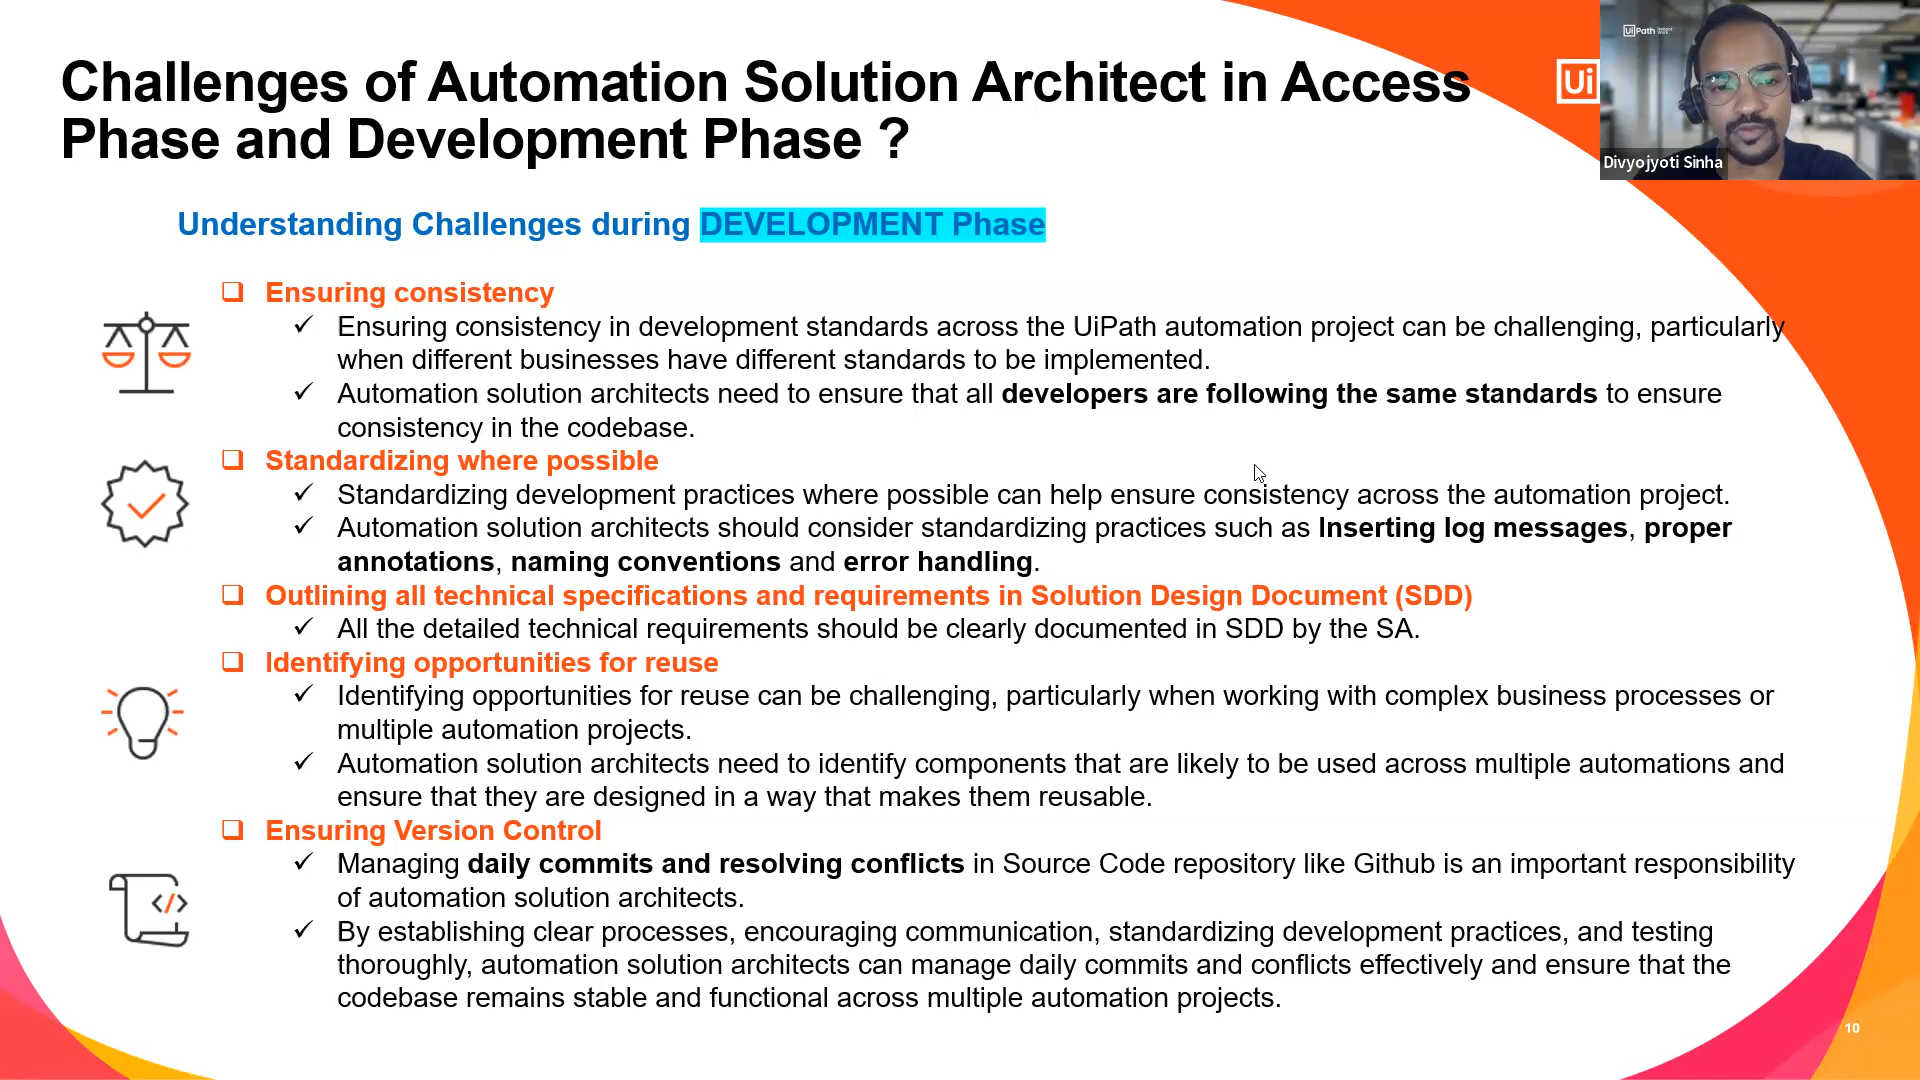 Challenges of Automation Solution Architect in Access
Phase and Development Phase ?
Ui
UiPath
Divyojyoti Sinha
Understanding Challenges during DEVELOPMENT Phase
Ensuring consistency
Ensuring consistency in development standards across the UiPath automation project can be challenging, particularly
when different businesses have different standards to be implemented.
Automation solution architects need to ensure that all developers are following the same standards to ensure
consistency in the codebase.
Standardizing where possible
Standardizing development practices where possible can help ensure consistency across the automation project.
Automation solution architects should consider standardizing practices such as Inserting log messages, proper
annotations, naming conventions and error handling.
Outlining all technical specifications and requirements in Solution Design Document (SDD)
All the detailed technical requirements should be clearly documented in SDD by the SA.
Identifying opportunities for reuse
Identifying opportunities for reuse can be challenging, particularly when working with complex business processes or
multiple automation projects.
Automation solution architects need to identify components that are likely to be used across multiple automations and
ensure that they are designed in a way that makes them reusable.
Ensuring Version Control
Managing daily commits and resolving conflicts in Source Code repository like Github is an important responsibility
of automation solution architects.
By establishing clear processes, encouraging communication, standardizing development practices, and testing
thoroughly, automation solution architects can manage daily commits and conflicts effectively and ensure that the
codebase remains stable and functional across multiple automation projects.
10